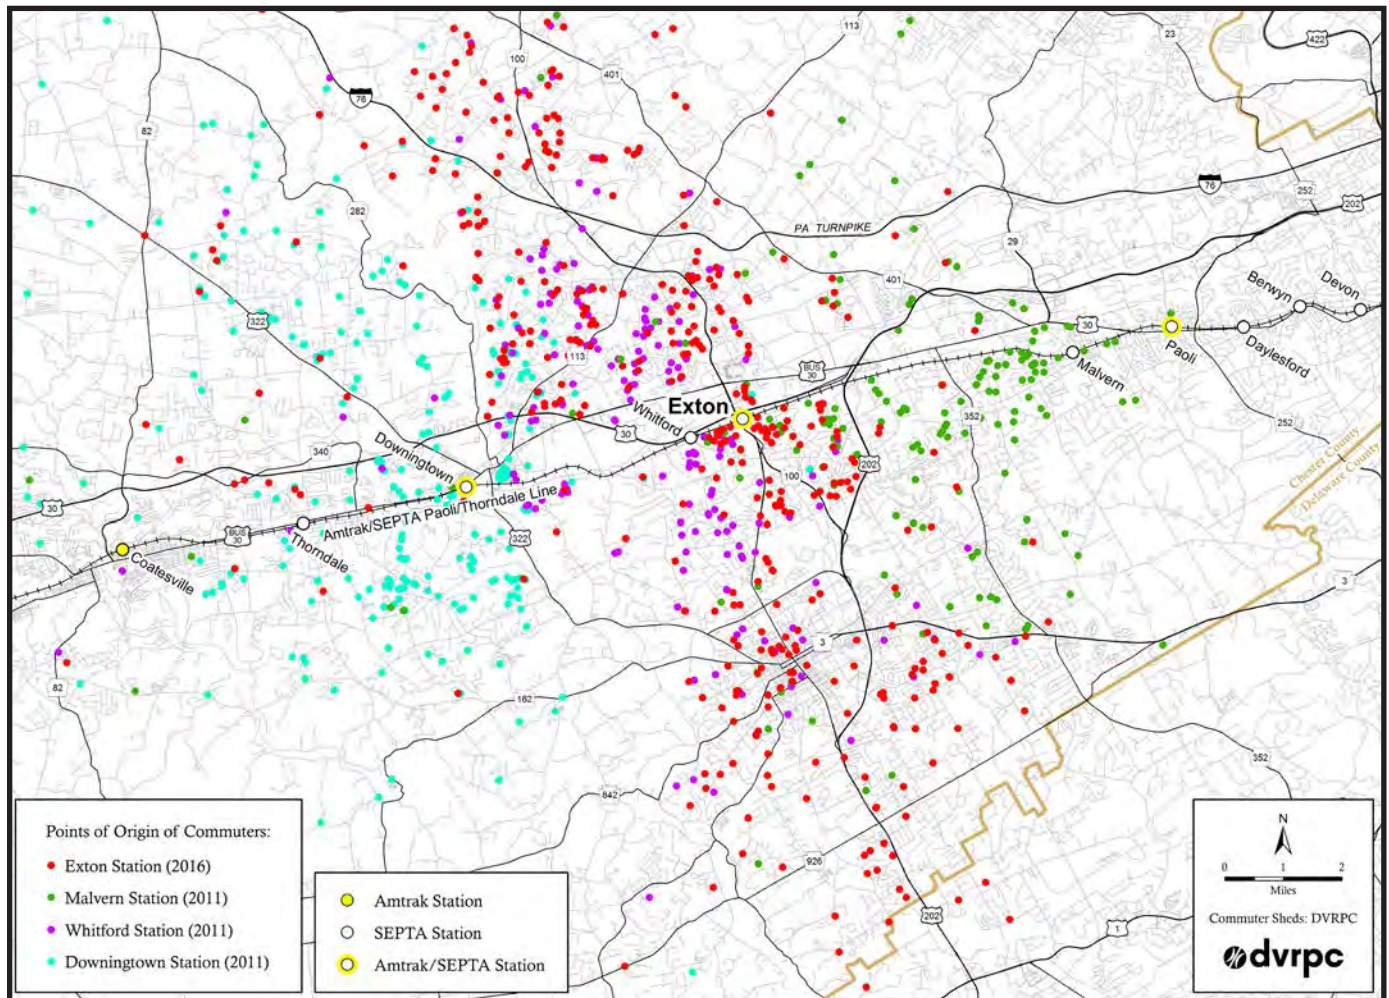 23
422
113
100
401
76
82
252
76
202
282
PA TURNPIKE
29
401
Berwyn
Devon
322
30
Paoli
Daylesford
113
BUS
30
Malvern
Exton
Whitford
352
30
252
Downingtown
340
202
100
Chester County
Delaware County
30
Amtrak/SEPTA Paoli/Thorndale Line
BUS
30
Thorndale
322
Coatesville
3
3
82
162
352
842
926
202
1
Points of Origin of Commuters:
Exton Station (2016)
Malvern Station (2011)
Whitford Station (2011)
Downingtown Station (2011)
Amtrak Station
SEPTA Station
Amtrak/SEPTA Station
N
0 1 2
Miles
Commuter Sheds: DVRPC
dvrpc